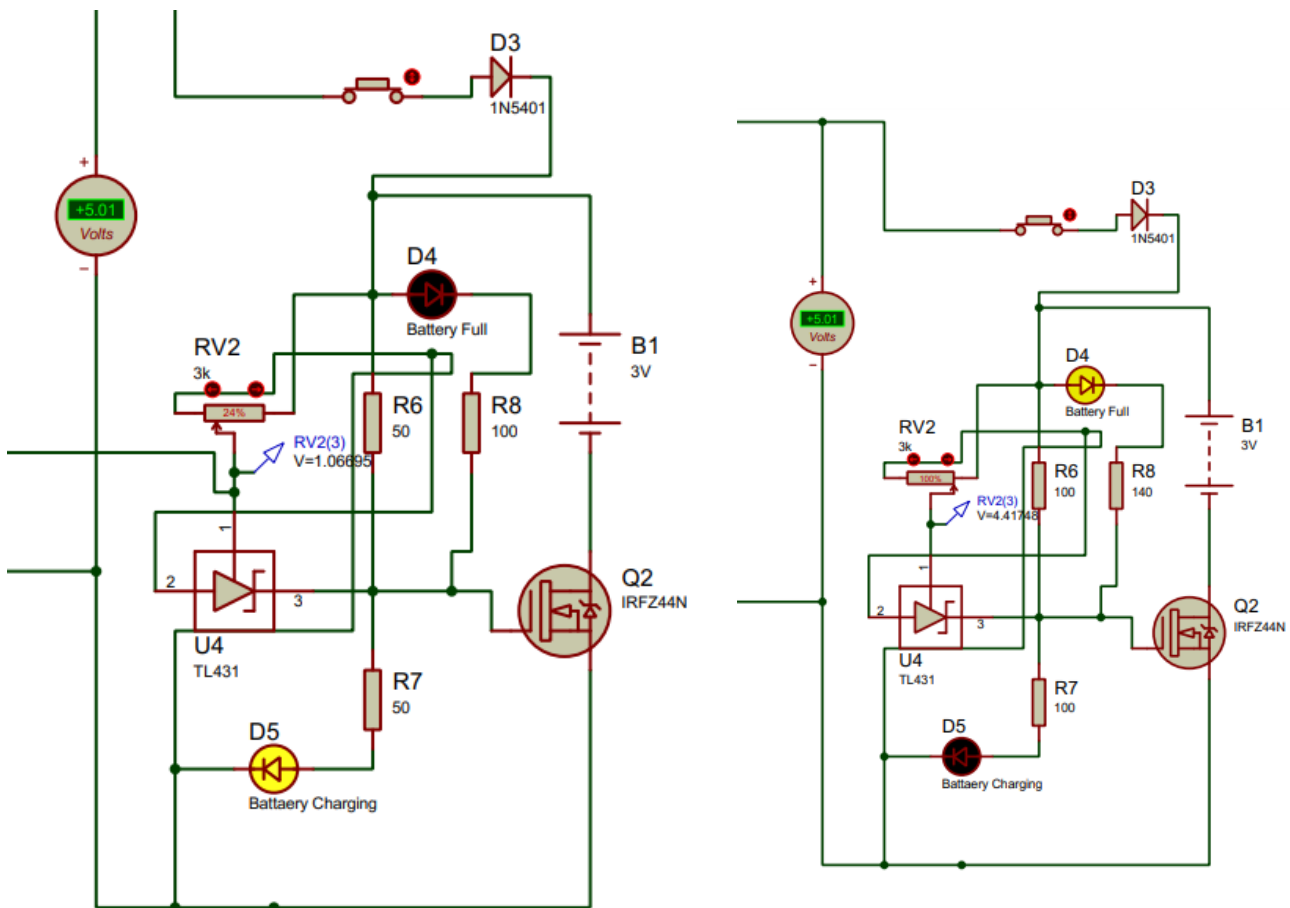 D3
1N5401
+
+5.01
Volts
−
D4
Battery Full
RV2
3k
24%
RV2(3)
V=1.06695
R6
50
R8
100
B1
3V
1
2
3
U4
TL431
Q2
IRFZ44N
R7
50
D5
Battaery Charging
D3
1N5401
+
+5.01
Volts
−
D4
Battery Full
RV2
3k
100%
RV2(3)
V=4.41748
R6
100
R8
140
B1
3V
1
2
3
U4
TL431
Q2
IRFZ44N
R7
100
D5
Battaery Charging